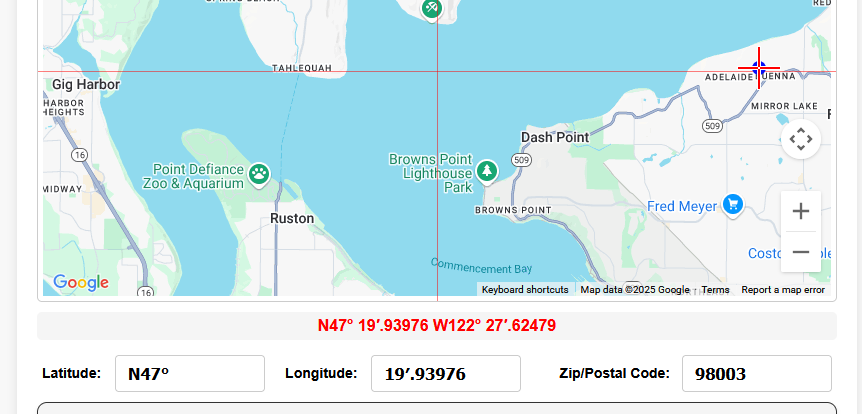 TAHLEQUAH
Gig Harbor
ADELAIDE
MIRROR LAKE
HARBOR
HEIGHTS
509
Dash Point
16
Browns Point
Lighthouse
Park
509
Point Defiance
Zoo & Aquarium
MIDWAY
Fred Meyer
BROWNS POINT
Ruston
Commencement Bay
Google
16
Keyboard shortcuts
Map data ©2025 Google
Terms
Report a map error
N47° 19′.93976 W122° 27′.62479
Latitude:
N47°
Longitude:
19′.93976
Zip/Postal Code:
98003